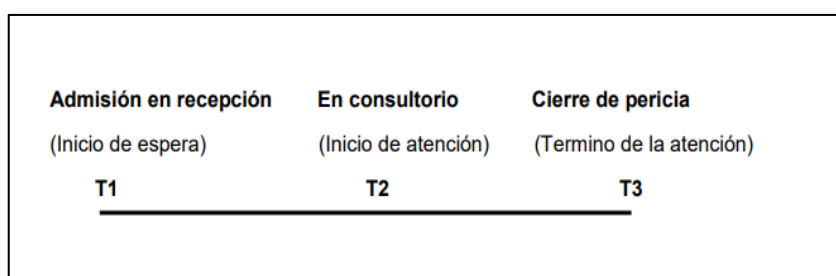 Admisión en recepción En consultorio Cierre de pericia
(Inicio de espera) (Inicio de atención) (Termino de la atención)
T1 T2 T3